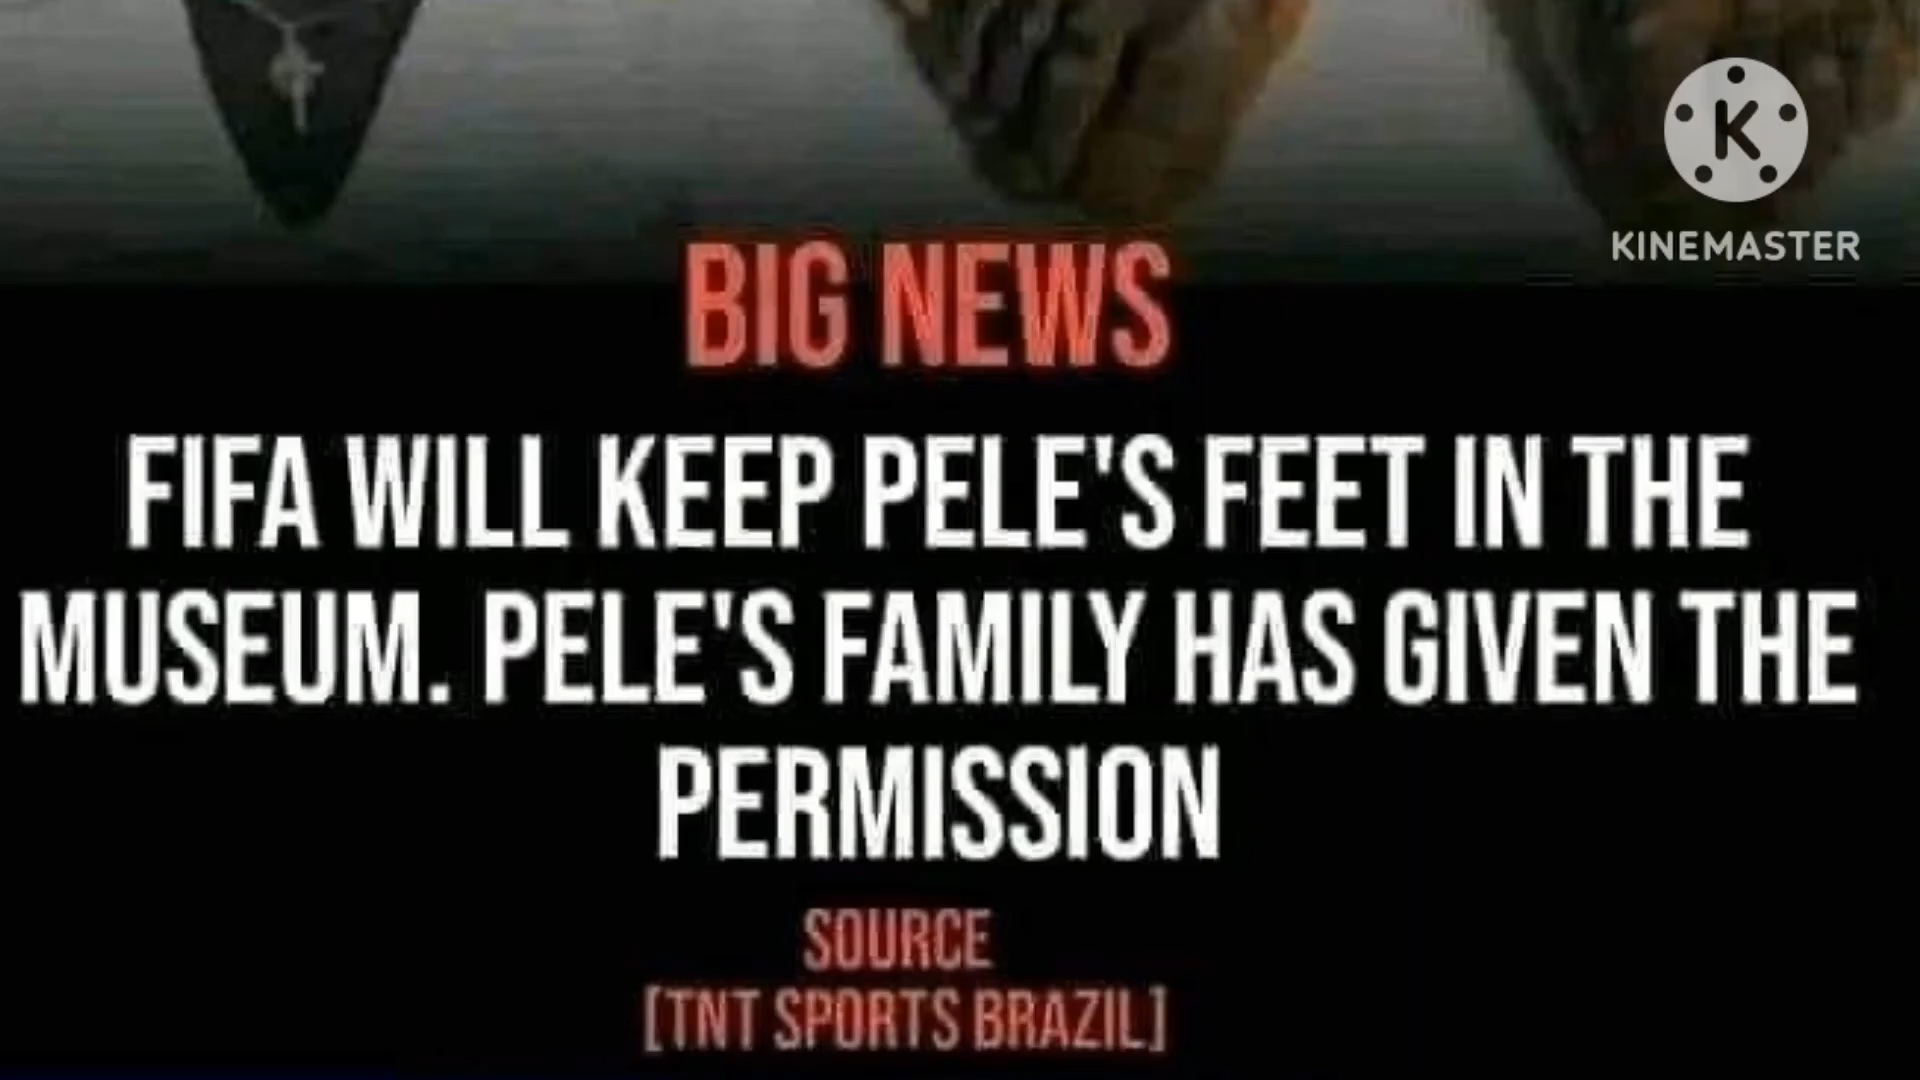 K
KINEMASTER
BIG NEWS
FIFA WILL KEEP PELE'S FEET IN THE
MUSEUM. PELE'S FAMILY HAS GIVEN THE
PERMISSION
SOURCE
[TNT SPORTS BRAZIL]